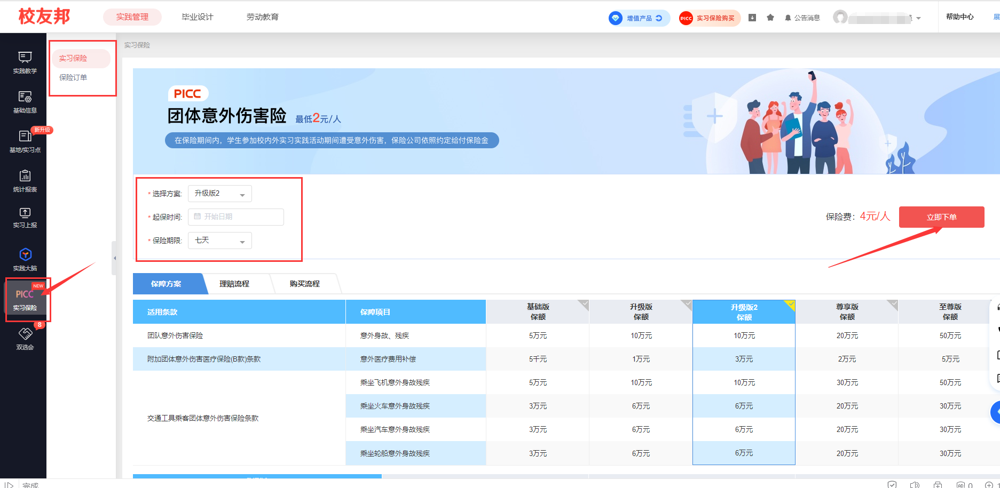 校友邦
实践管理
毕业设计
劳动教育
增值产品
PICC 实习保险购买
公告消息
帮助中心
实践教学
基础信息
新升级
基地/实习点
统计报表
实习上报
实践大脑
NEW
PICC
实习保险
8
双选会
实习保险
保险订单
实习保险
PICC
团体意外伤害险 最低2元/人
在保险期间内，学生参加校内外实习实践活动期间遭受意外伤害，保险公司依照约定给付保险金
* 选择方案: 升级版2
* 起保时间: 开始日期
* 保险期限: 七天
保险费: 4元/人
立即下单
保障方案 理赔流程 购买流程
适用条款 保障项目 基础版 保额 升级版 保额 升级版2 保额 尊享版 保额 至尊版 保额
团队意外伤害保险 意外身故、残疾 5万元 10万元 10万元 20万元 50万元
附加团体意外伤害医疗保险(B款)条款 意外医疗费用补偿 5千元 1万元 3万元 2万元 5万元
交通工具乘客团体意外伤害保险条款
乘坐飞机意外身故残疾 5万元 10万元 10万元 30万元 50万元
乘坐火车意外身故残疾 3万元 6万元 6万元 20万元 30万元
乘坐汽车意外身故残疾 3万元 6万元 6万元 20万元 30万元
乘坐轮船意外身故残疾 3万元 6万元 6万元 20万元 30万元
完成
AD 0